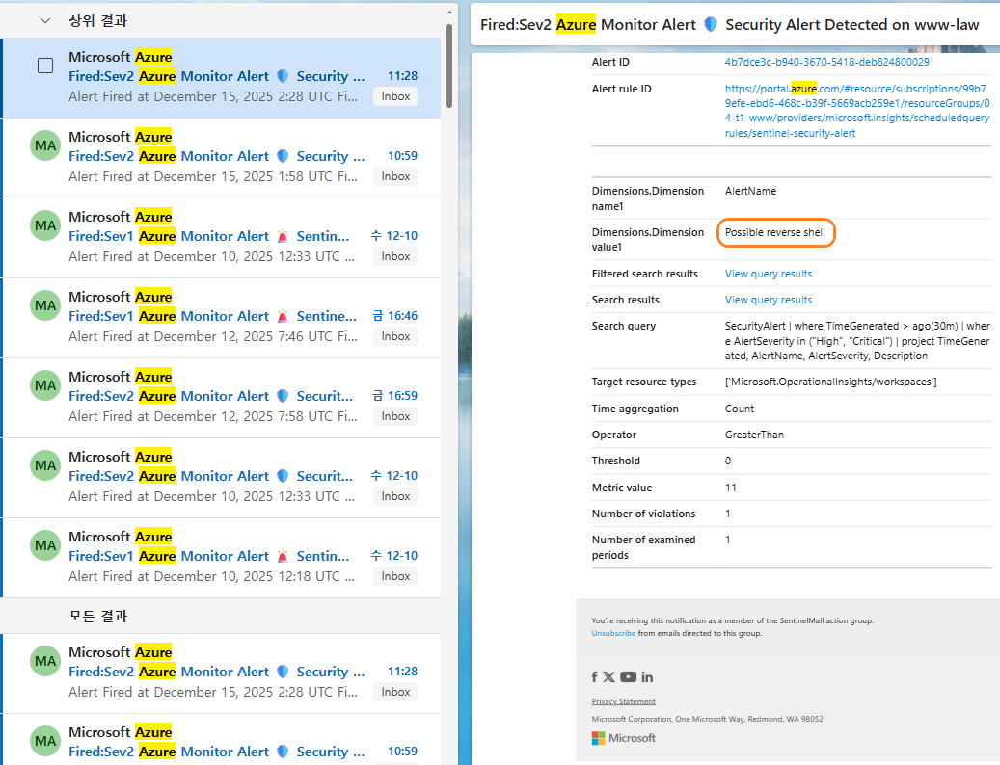 상위 결과
Microsoft Azure
Fired:Sev2 Azure Monitor Alert Security ... 11:28
Alert Fired at December 15, 2025 2:28 UTC Fi... Inbox
MA
Microsoft Azure
Fired:Sev2 Azure Monitor Alert Security ... 10:59
Alert Fired at December 15, 2025 1:58 UTC Fi... Inbox
MA
Microsoft Azure
Fired:Sev1 Azure Monitor Alert Sentin... 수 12-10
Alert Fired at December 10, 2025 12:33 UTC ... Inbox
MA
Microsoft Azure
Fired:Sev1 Azure Monitor Alert Sentine... 금 16:46
Alert Fired at December 12, 2025 7:46 UTC Fi... Inbox
MA
Microsoft Azure
Fired:Sev2 Azure Monitor Alert Securit... 금 16:59
Alert Fired at December 12, 2025 7:58 UTC Fi... Inbox
MA
Microsoft Azure
Fired:Sev2 Azure Monitor Alert Securit... 수 12-10
Alert Fired at December 10, 2025 12:33 UTC ... Inbox
MA
Microsoft Azure
Fired:Sev1 Azure Monitor Alert Sentin... 수 12-10
Alert Fired at December 10, 2025 12:18 UTC ... Inbox
모든 결과
MA
Microsoft Azure
Fired:Sev2 Azure Monitor Alert Security ... 11:28
Alert Fired at December 15, 2025 2:28 UTC Fi... Inbox
MA
Microsoft Azure
Fired:Sev2 Azure Monitor Alert Security ... 10:59
Fired:Sev2 Azure Monitor Alert Security Alert Detected on www-law
Alert ID 4b7dce3c-b940-3670-5418-deb824800029
Alert rule ID https://portal.azure.com/#resource/subscriptions/99b7
9efe-ebd6-468c-b39f-5669acb259e1/resourceGroups/0
4-t1-www/providers/microsoft.insights/scheduledquery
rules/sentinel-security-alert
Dimensions.Dimension AlertName
name1
Dimensions.Dimension Possible reverse shell
value1
Filtered search results View query results
Search results View query results
Search query SecurityAlert | where TimeGenerated > ago(30m) | wher
e AlertSeverity in ("High", "Critical") | project TimeGener
ated, AlertName, AlertSeverity, Description
Target resource types ['Microsoft.OperationalInsights/workspaces']
Time aggregation Count
Operator GreaterThan
Threshold 0
Metric value 11
Number of violations 1
Number of examined 1
periods
You're receiving this notification as a member of the SentinelMail action group.
Unsubscribe from emails directed to this group.
Privacy Statement
Microsoft Corporation, One Microsoft Way, Redmond, WA 98052
Microsoft